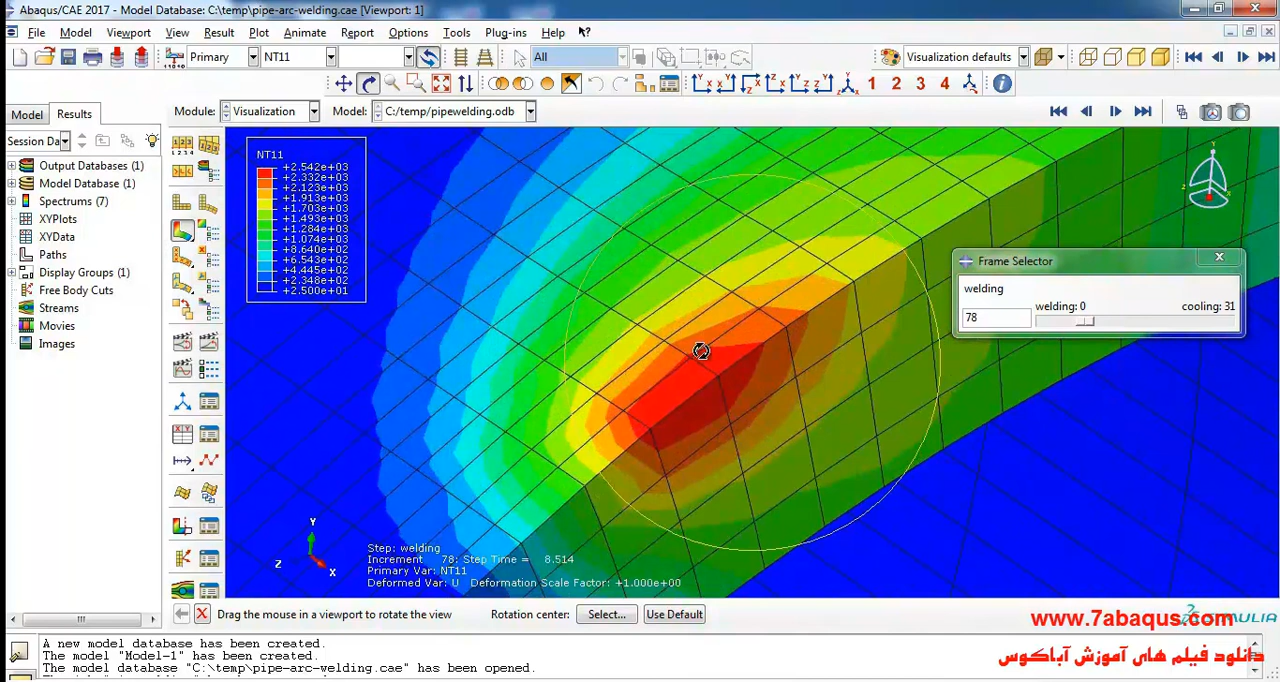 Abaqus/CAE 2017 - Model Database: C:\temp\pipe-arc-welding.cae [Viewport: 1]
File Model Viewport View Result Plot Animate Report Options Tools Plug-ins Help
Primary NT11 All Visualization defaults
1 2 3 4
Model Results Module: Visualization Model: C:/temp/pipewelding.odb
Session Da
Output Databases (1)
Model Database (1)
Spectrums (7)
XYPlots
XYData
Paths
Display Groups (1)
Free Body Cuts
Streams
Movies
Images
NT11
+2.542e+03
+2.332e+03
+2.123e+03
+1.913e+03
+1.703e+03
+1.493e+03
+1.284e+03
+1.074e+03
+8.640e+02
+6.543e+02
+4.445e+02
+2.348e+02
+2.500e+01
Frame Selector
welding
78 welding: 0 cooling: 31
Y
Z
X
Step: welding
Increment 78: Step Time = 8.514
Primary Var: NT11
Deformed Var: U Deformation Scale Factor: +1.000e+00
Drag the mouse in a viewport to rotate the view Rotation center: Select... Use Default
www.7abaqus.com
A new model database has been created.
The model "Model-1" has been created.
The model database "C:\temp\pipe-arc-welding.cae" has been opened.
دانلود فیلم های آموزش آباکوس